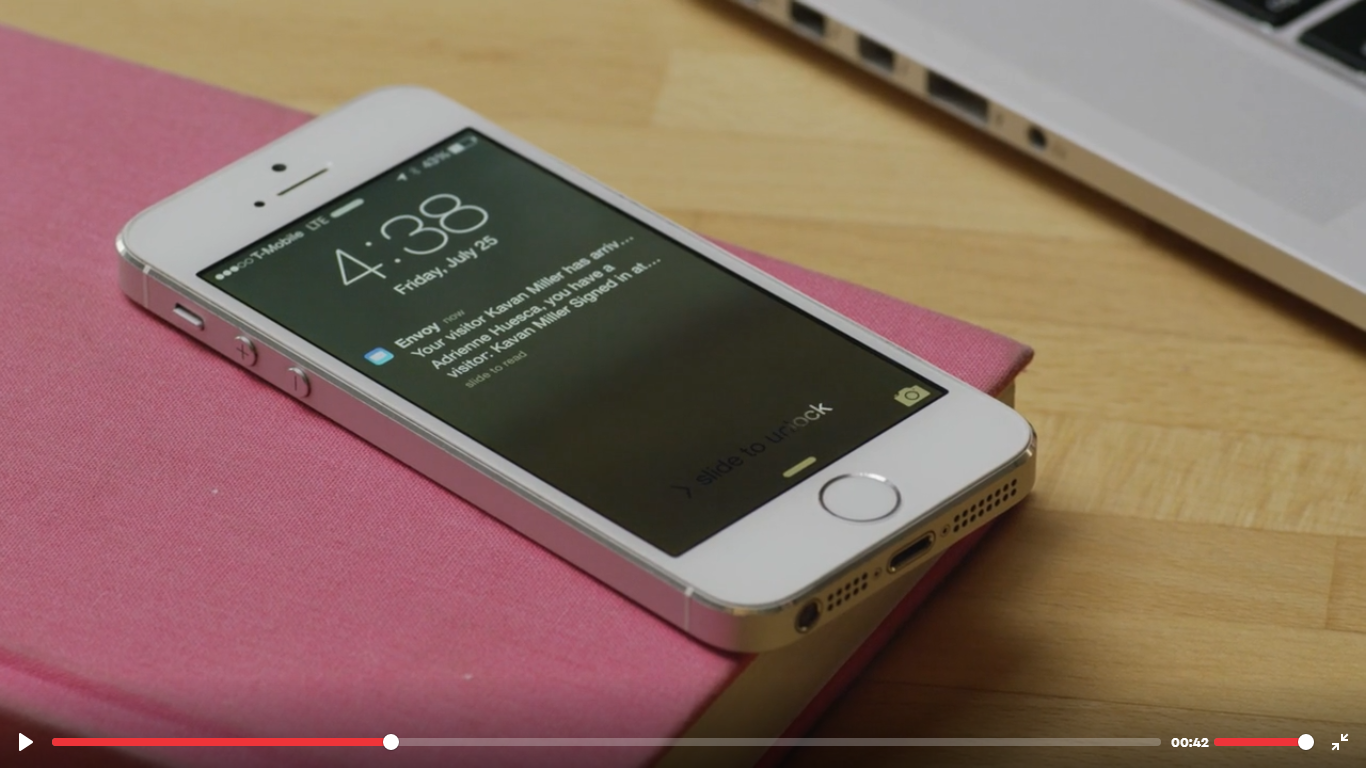 ●●●○○ T-Mobile LTE
43%
4:38
Friday, July 25
Envoy now
Your visitor Kavan Miller has arriv...
Adrienne Huesca, you have a
visitor: Kavan Miller Signed in at...
slide to read
> slide to unlock
00:42